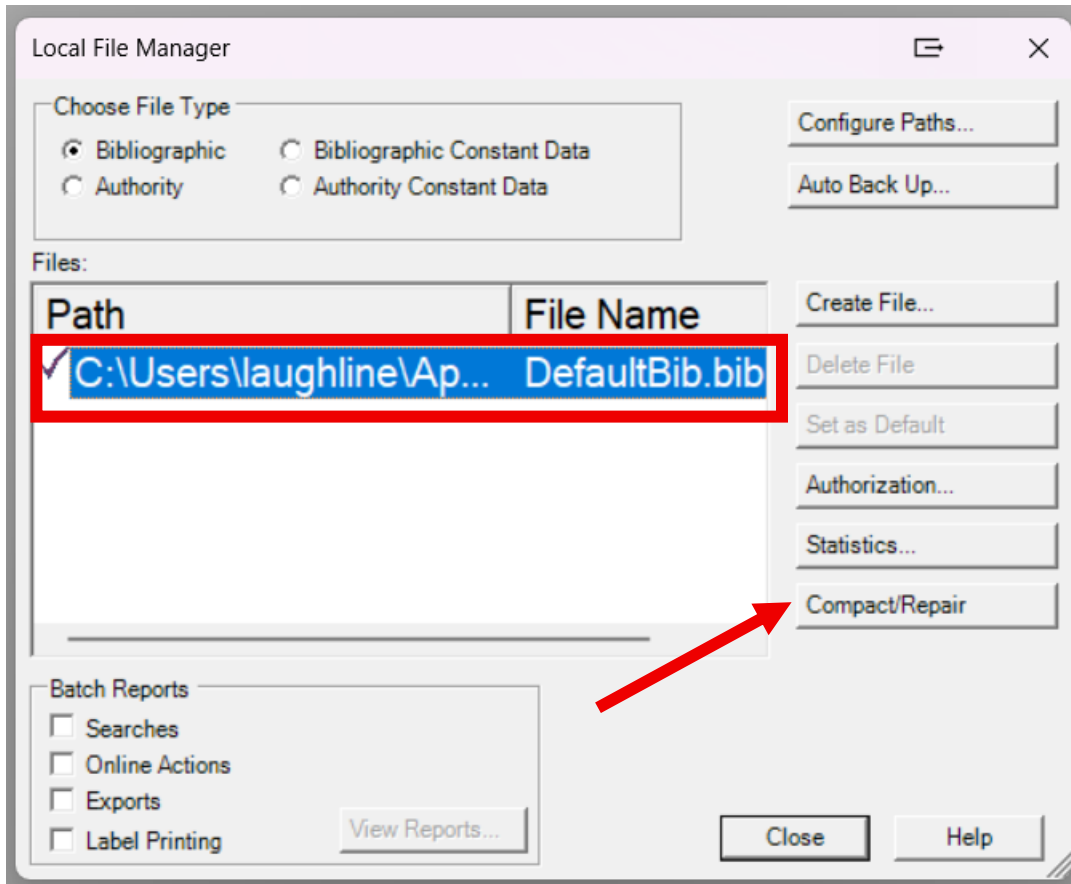 Local File Manager
Choose File Type
Bibliographic
Bibliographic Constant Data
Authority
Authority Constant Data
Configure Paths...
Auto Back Up...
Files:
Path File Name
C:\Users\laughline\Ap... DefaultBib.bib
Create File...
Delete File
Set as Default
Authorization...
Statistics...
Compact/Repair
Batch Reports
Searches
Online Actions
Exports
Label Printing
View Reports...
Close
Help